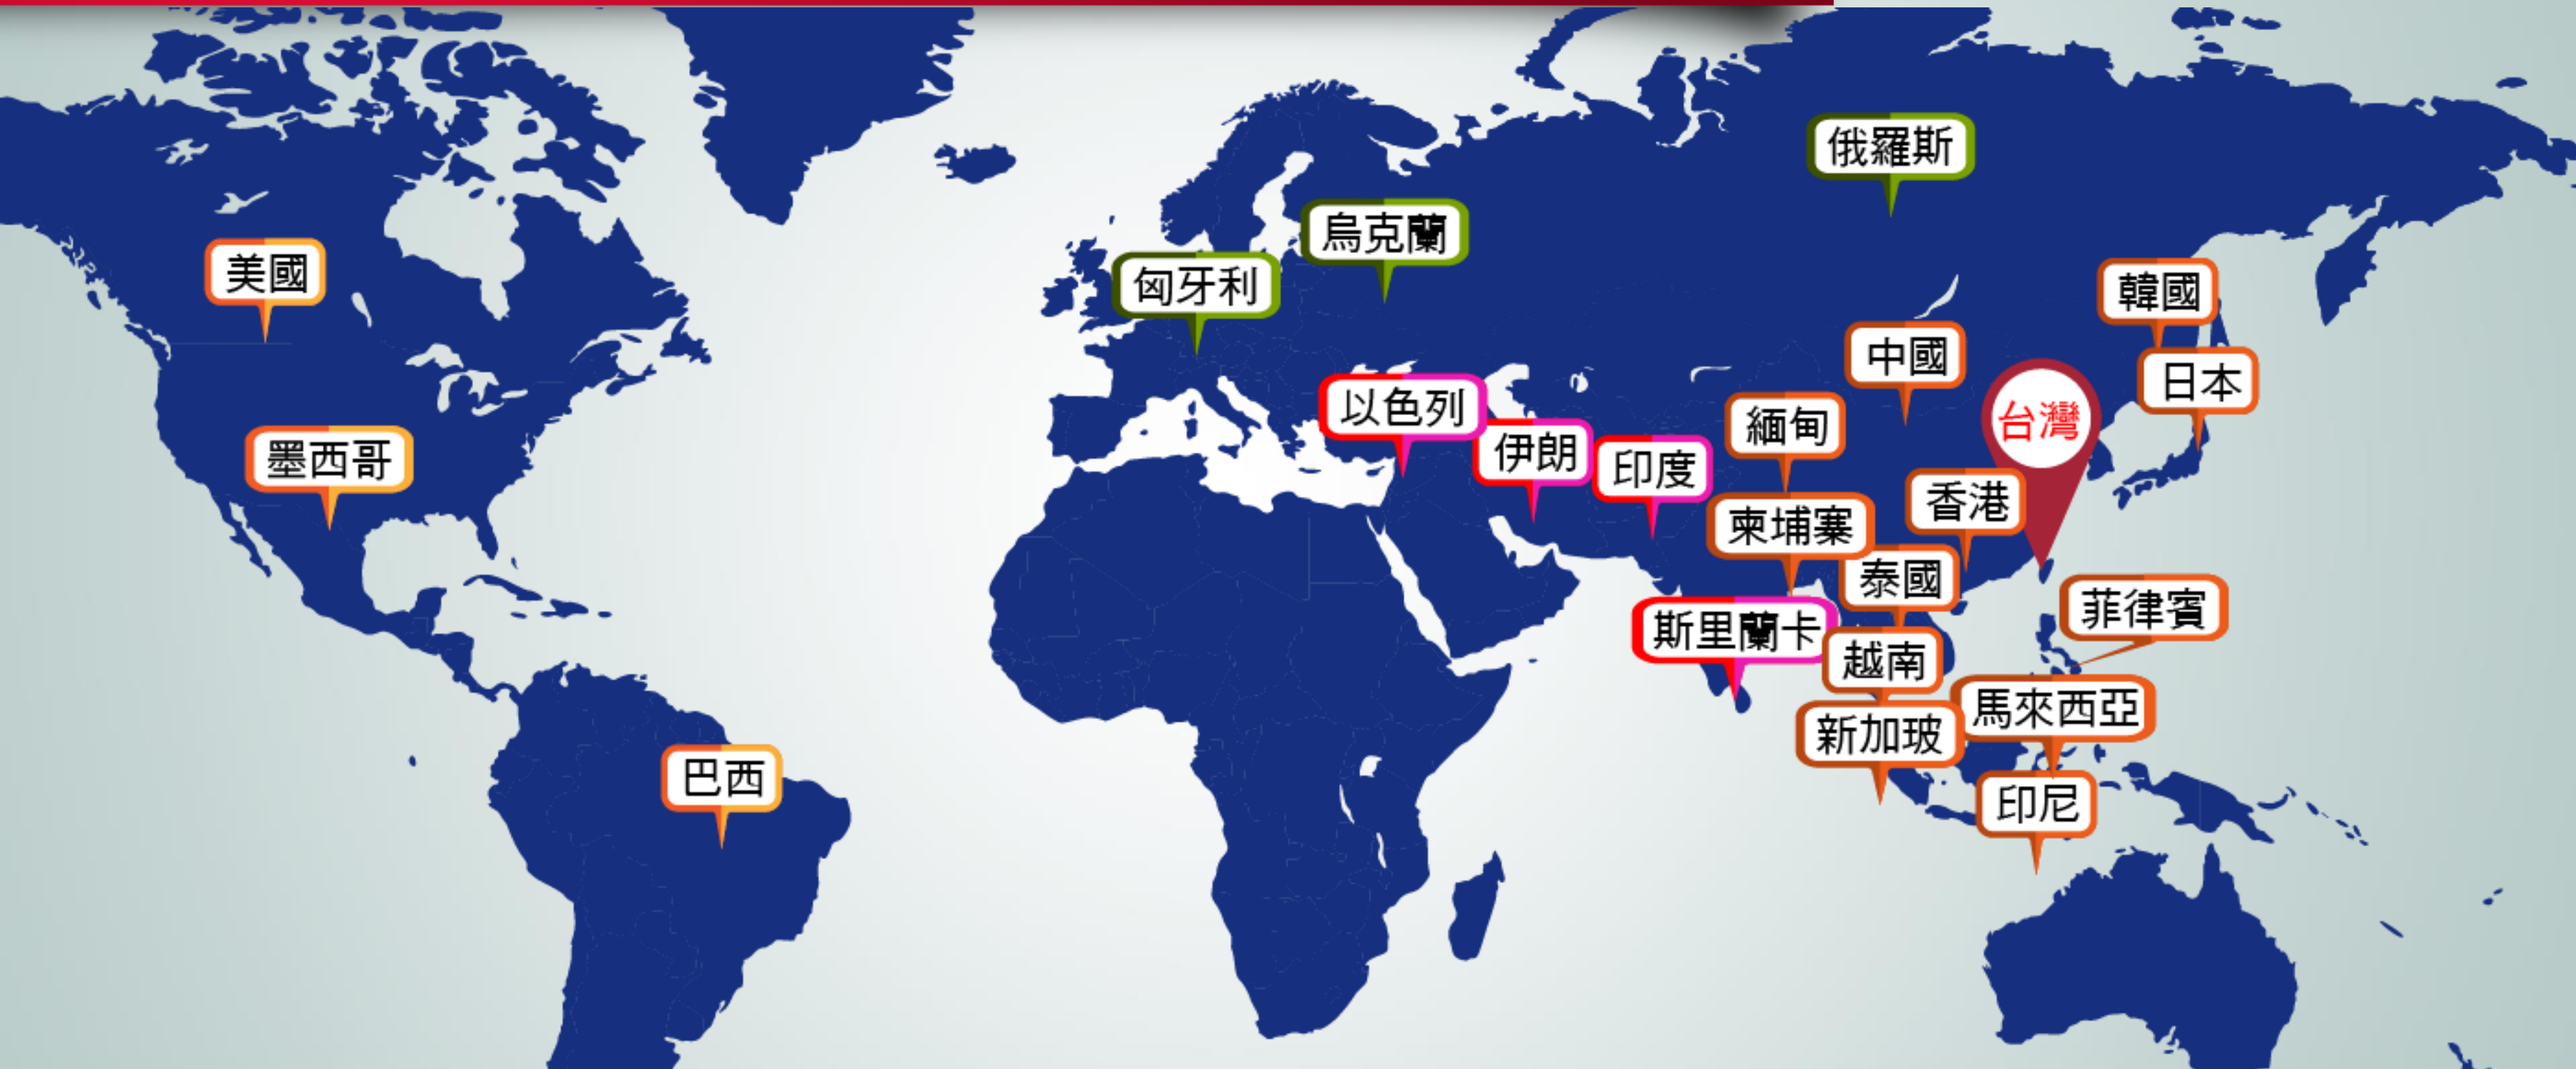 俄羅斯
烏克蘭
美國
匈牙利
韓國
中國
日本
以色列
台灣
緬甸
伊朗
墨西哥
印度
香港
柬埔寨
泰國
菲律賓
斯里蘭卡
越南
馬來西亞
新加玻
巴西
印尼